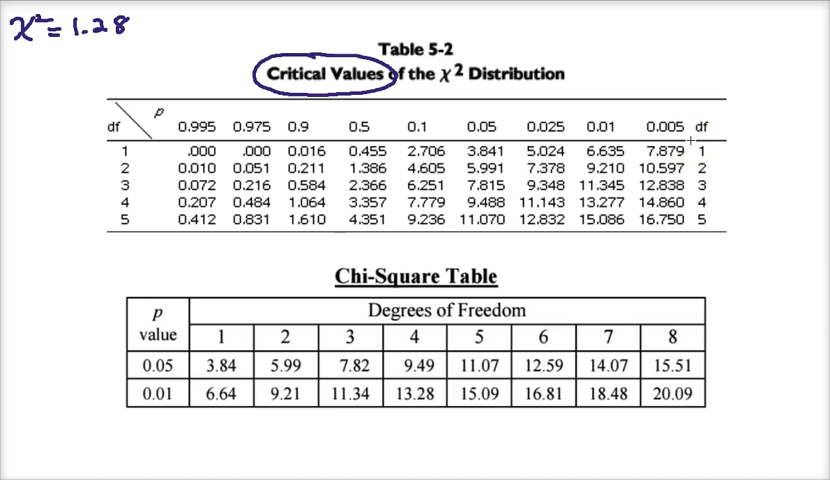 χ²= 1.28
Table 5-2
Critical Values of the χ2 Distribution
df p 0.995 0.975 0.9 0.5 0.1 0.05 0.025 0.01 0.005 df
1 .000 .000 0.016 0.455 2.706 3.841 5.024 6.635 7.879 1
2 0.010 0.051 0.211 1.386 4.605 5.991 7.378 9.210 10.597 2
3 0.072 0.216 0.584 2.366 6.251 7.815 9.348 11.345 12.838 3
4 0.207 0.484 1.064 3.357 7.779 9.488 11.143 13.277 14.860 4
5 0.412 0.831 1.610 4.351 9.236 11.070 12.832 15.086 16.750 5
Chi-Square Table
p value Degrees of Freedom
1 2 3 4 5 6 7 8
0.05 3.84 5.99 7.82 9.49 11.07 12.59 14.07 15.51
0.01 6.64 9.21 11.34 13.28 15.09 16.81 18.48 20.09